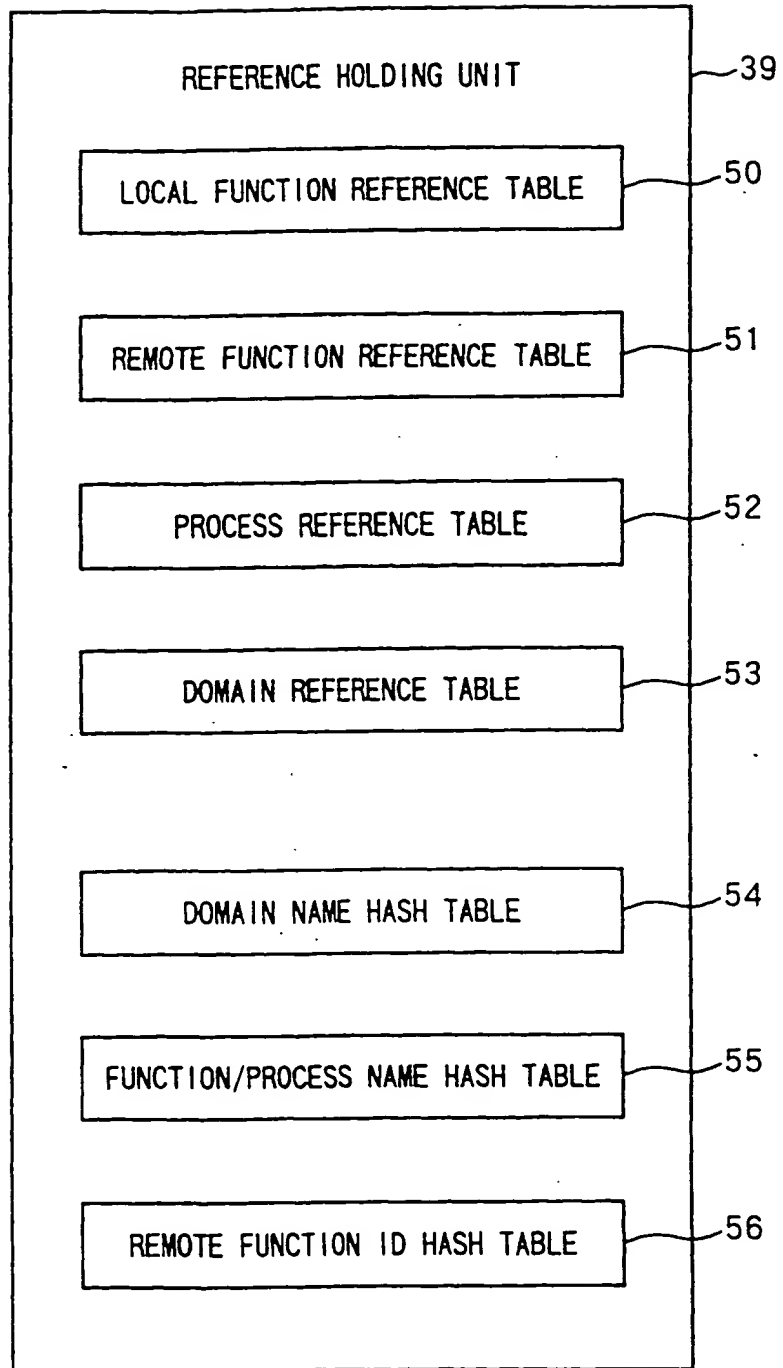 REFERENCE HOLDING UNIT 39
LOCAL FUNCTION REFERENCE TABLE 50
REMOTE FUNCTION REFERENCE TABLE 51
PROCESS REFERENCE TABLE 52
DOMAIN REFERENCE TABLE 53
DOMAIN NAME HASH TABLE 54
FUNCTION/PROCESS NAME HASH TABLE 55
REMOTE FUNCTION ID HASH TABLE 56